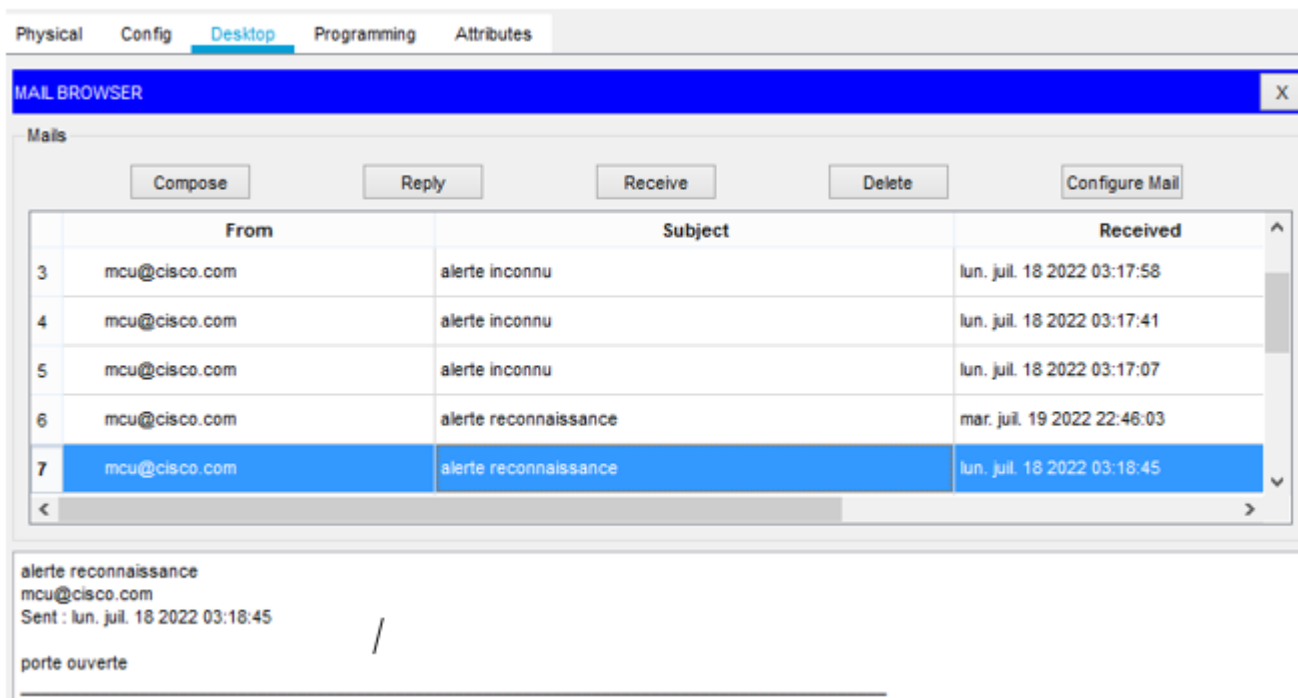 Physical Config Desktop Programming Attributes
MAIL BROWSER X
Mails
Compose Reply Receive Delete Configure Mail
From Subject Received
3 mcu@cisco.com alerte inconnu lun. juil. 18 2022 03:17:58
4 mcu@cisco.com alerte inconnu lun. juil. 18 2022 03:17:41
5 mcu@cisco.com alerte inconnu lun. juil. 18 2022 03:17:07
6 mcu@cisco.com alerte reconnaissance mar. juil. 19 2022 22:46:03
7 mcu@cisco.com alerte reconnaissance lun. juil. 18 2022 03:18:45
alerte reconnaissance
mcu@cisco.com
Sent : lun. juil. 18 2022 03:18:45
/
porte ouverte